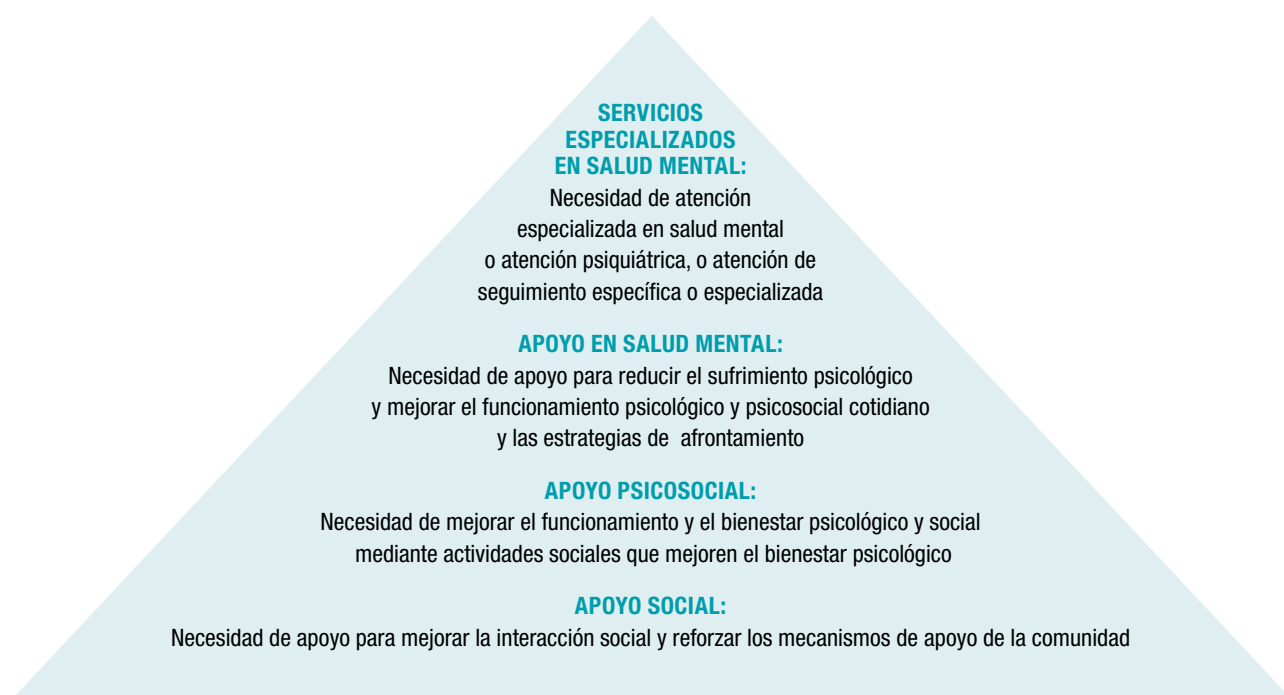 SERVICIOS
ESPECIALIZADOS
EN SALUD MENTAL:
Necesidad de atención
especializada en salud mental
o atención psiquiátrica, o atención de
seguimiento específica o especializada
APOYO EN SALUD MENTAL:
Necesidad de apoyo para reducir el sufrimiento psicológico
y mejorar el funcionamiento psicológico y psicosocial cotidiano
y las estrategias de afrontamiento
APOYO PSICOSOCIAL:
Necesidad de mejorar el funcionamiento y el bienestar psicológico y social
mediante actividades sociales que mejoren el bienestar psicológico
APOYO SOCIAL:
Necesidad de apoyo para mejorar la interacción social y reforzar los mecanismos de apoyo de la comunidad